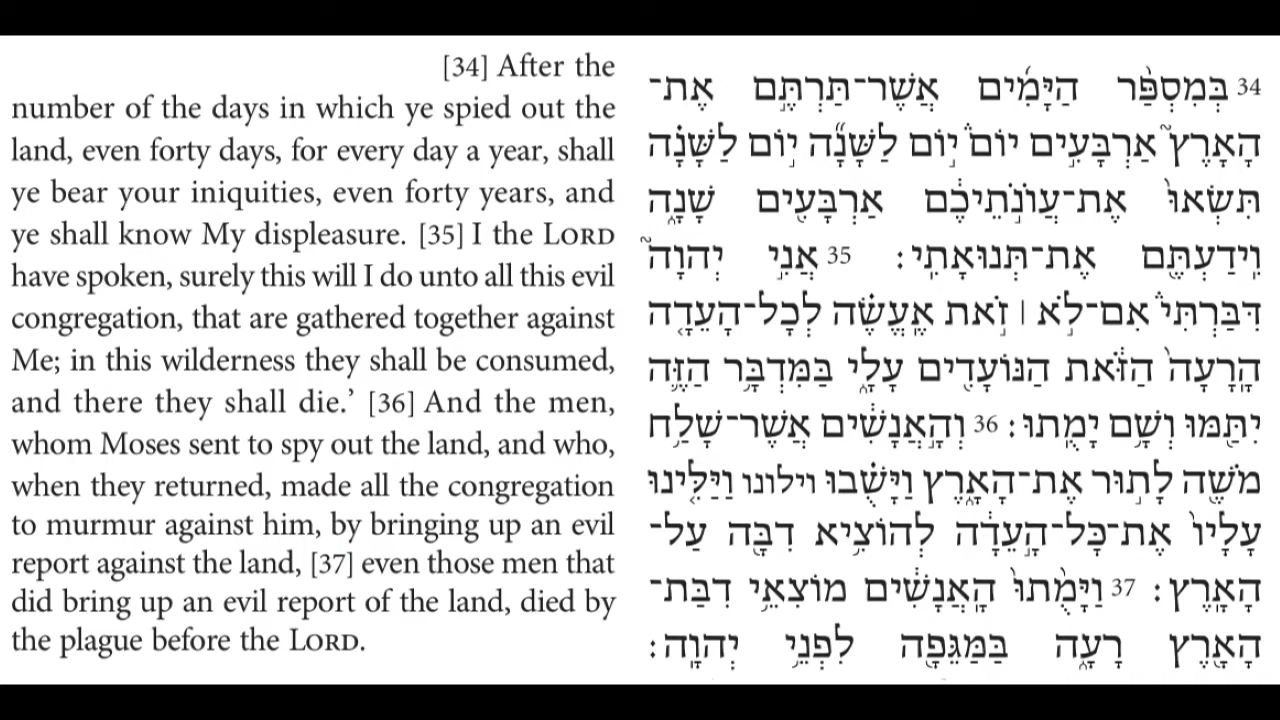 [34] After the
number of the days in which ye spied out the
land, even forty days, for every day a year, shall
ye bear your iniquities, even forty years, and
ye shall know My displeasure. [35] I the LORD
have spoken, surely this will I do unto all this evil
congregation, that are gathered together against
Me; in this wilderness they shall be consumed,
and there they shall die.’ [36] And the men,
whom Moses sent to spy out the land, and who,
when they returned, made all the congregation
to murmur against him, by bringing up an evil
report against the land, [37] even those men that
did bring up an evil report of the land, died by
the plague before the LORD.
34 בְּמִסְפַּ֨ר הַיָּמִ֜ים אֲשֶׁר־תַּרְתֶּ֣ם אֶת־
הָאָרֶץ֮ אַרְבָּעִ֣ים יוֹם֒ י֣וֹם לַשָּׁנָ֞ה י֣וֹם לַשָּׁנָ֗ה
תִּשְׂאוּ֙ אֶת־עֲוֺנֹ֣תֵיכֶ֔ם אַרְבָּעִ֖ים שָׁנָ֑ה
וִֽידַעְתֶּ֖ם אֶת־תְּנוּאָתִֽי׃ 35 אֲנִ֣י יְהוָה֮
דִּבַּרְתִּי֒ אִם־לֹ֣א ׀ זֹ֣את אֶֽעֱשֶׂ֗ה לְכָל־הָעֵדָ֤ה
הָֽרָעָה֙ הַזֹּ֔את הַנּוֹעָדִ֖ים עָלָ֑י בַּמִּדְבָּ֥ר הַזֶּ֛ה
יִתַּ֖מּוּ וְשָׁ֥ם יָמֻֽתוּ׃ 36 וְהָ֣אֲנָשִׁ֔ים אֲשֶׁר־שָׁלַ֥ח
מֹשֶׁ֖ה לָת֣וּר אֶת־הָאָ֑רֶץ וַיָּשֻׁ֗בוּ וילונו וַיַּלִּ֤ינוּ
עָלָיו֙ אֶת־כָּל־הָ֣עֵדָ֔ה לְהוֹצִ֥יא דִבָּ֖ה עַל־
הָאָֽרֶץ׃ 37 וַיָּמֻ֙תוּ֙ הָֽאֲנָשִׁ֔ים מוֹצִאֵ֥י דִבַּת־
הָאָ֖רֶץ רָעָ֑ה בַּמַּגֵּפָ֖ה לִפְנֵ֥י יְהוָֽה׃